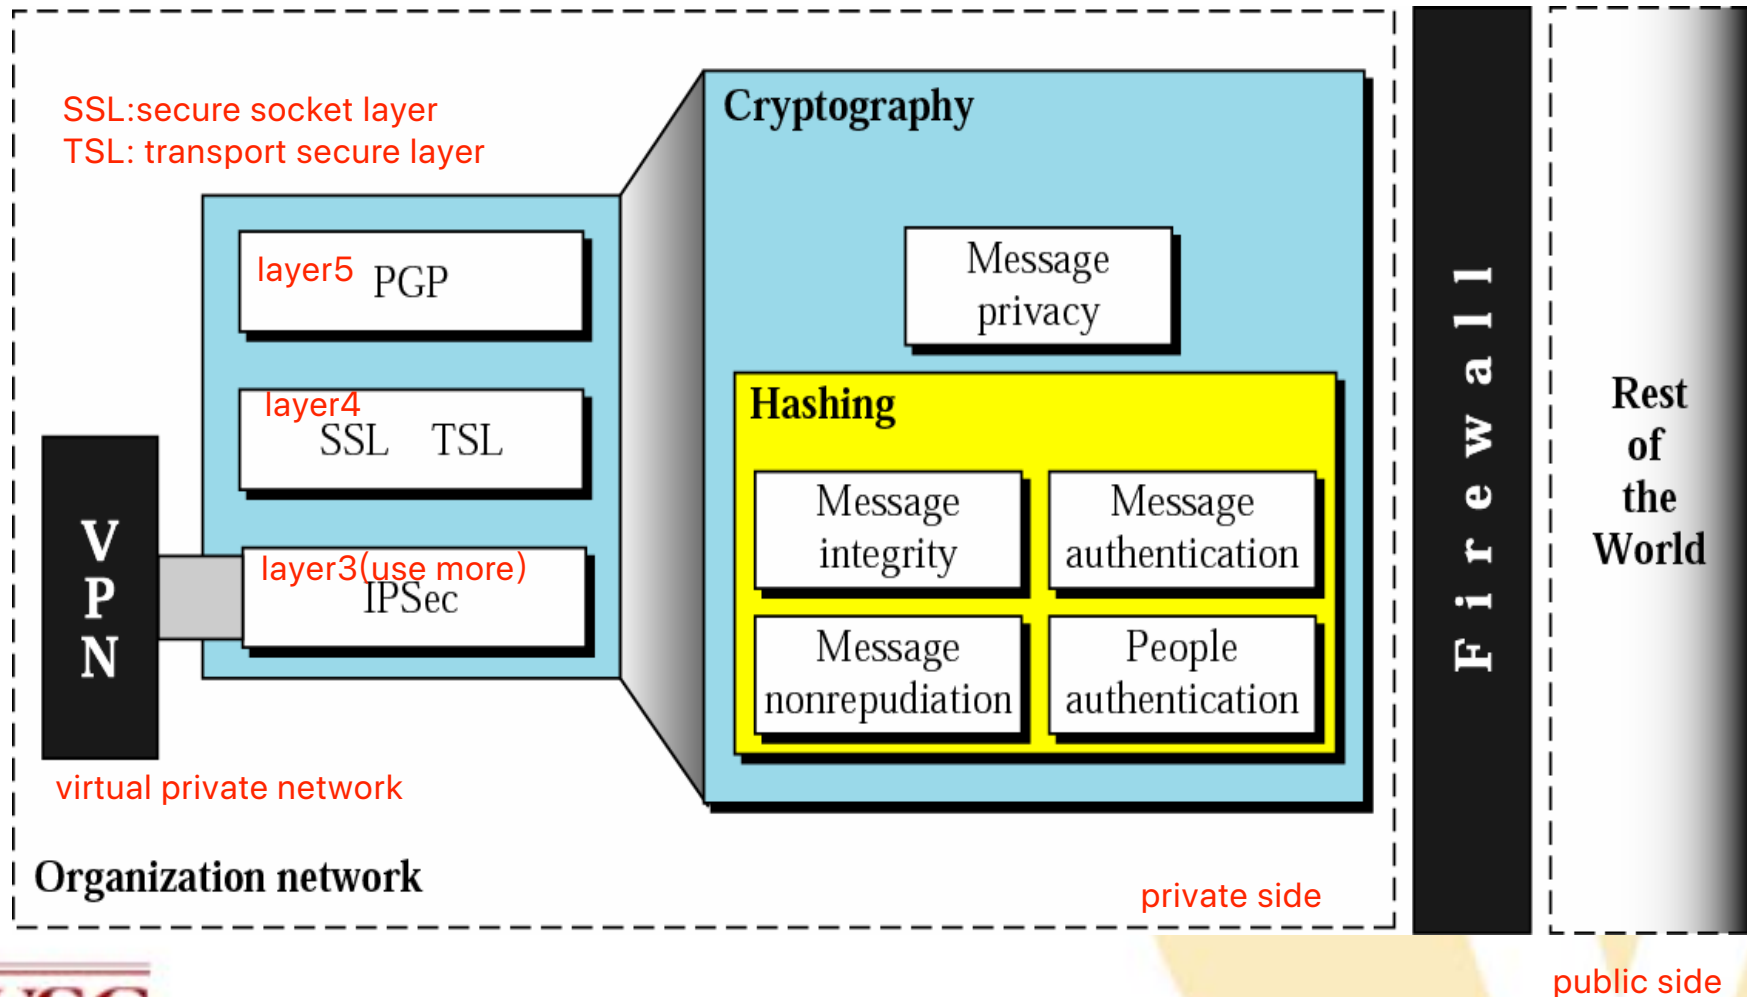 SSL:secure socket layer
TSL: transport secure layer
layer5 PGP
layer4
SSL TSL
layer3(use more)
IPSec
VPN
virtual private network
Organization network
Cryptography
Message
privacy
Hashing
Message
integrity
Message
authentication
Message
nonrepudiation
People
authentication
private side
Firewall
Rest
of
the
World
public side